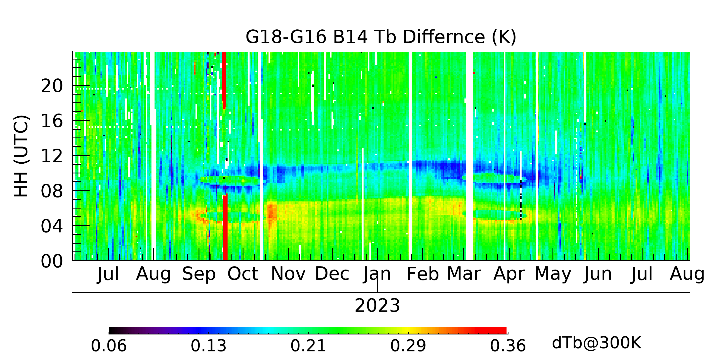 G18-G16 B14 Tb Differnce (K)
20
16
12
08
04
00
HH (UTC)
Jul Aug Sep Oct Nov Dec Jan Feb Mar Apr May Jun Jul Aug
2023
0.06 0.13 0.21 0.29 0.36 dTb@300K